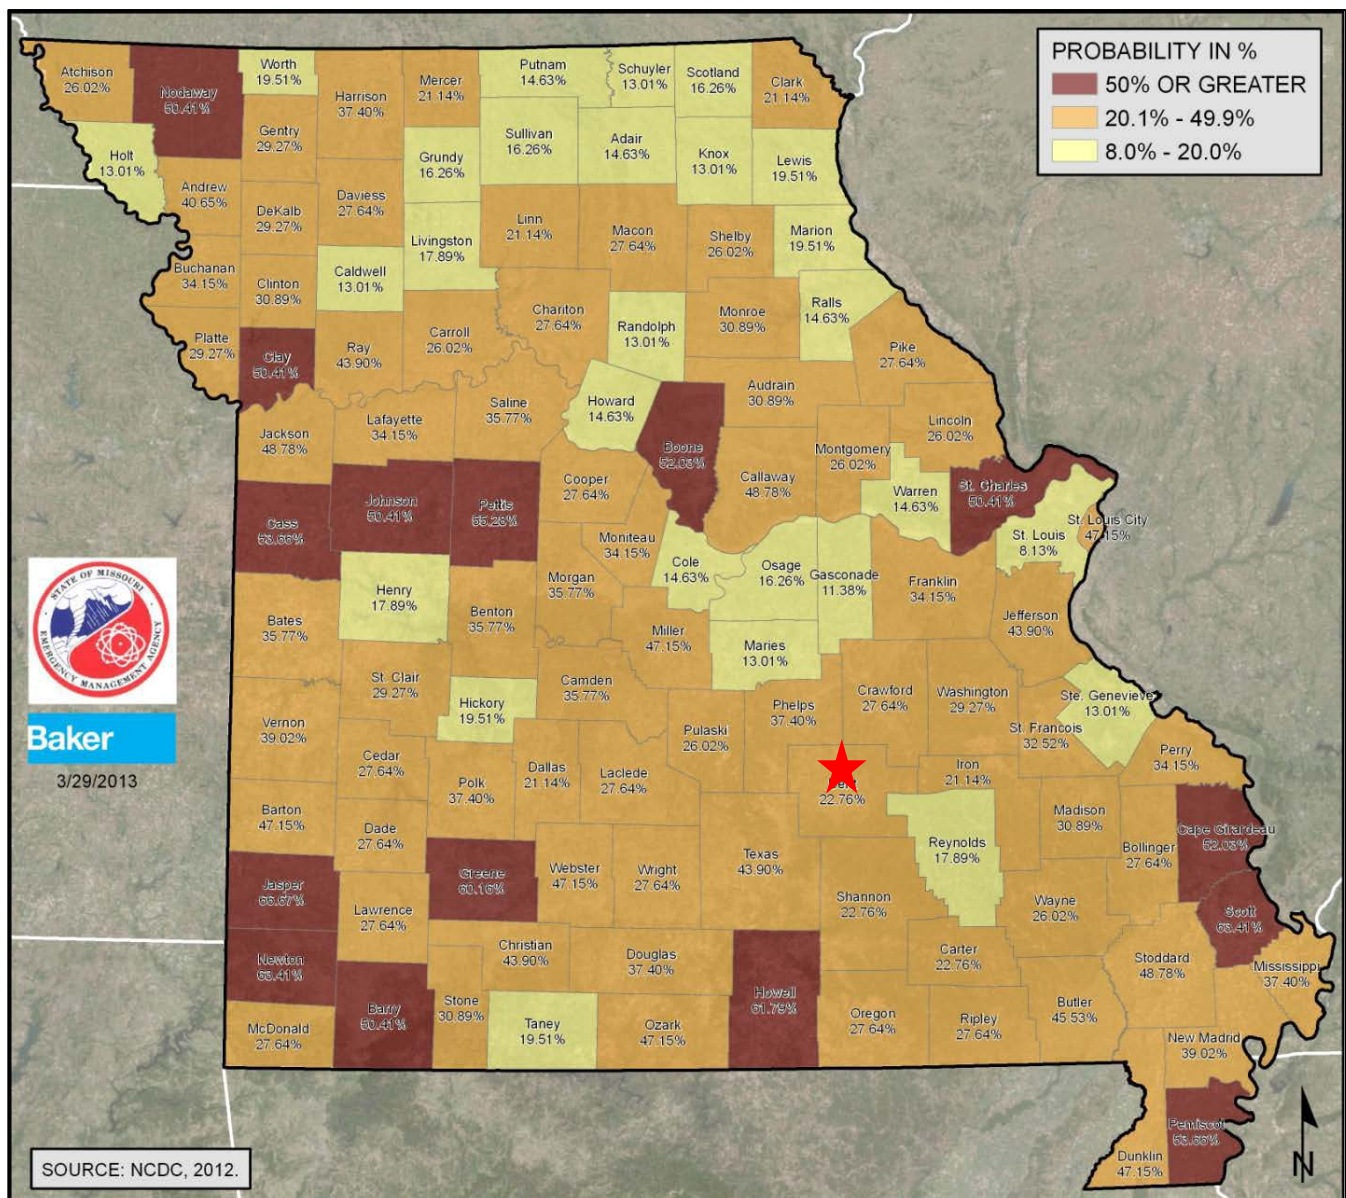 PROBABILITY IN %
50% OR GREATER
20.1% - 49.9%
8.0% - 20.0%
Atchison
26.02%
Nodaway
50.41%
Worth
19.51%
Harrison
37.40%
Mercer
21.14%
Putnam
14.63%
Schuyler
13.01%
Scotland
16.26%
Clark
21.14%
Holt
13.01%
Gentry
29.27%
Grundy
16.26%
Sullivan
16.26%
Adair
14.63%
Knox
13.01%
Lewis
19.51%
Andrew
40.65%
DeKalb
29.27%
Daviess
27.64%
Livingston
17.89%
Linn
21.14%
Macon
27.64%
Shelby
26.02%
Marion
19.51%
Buchanan
34.15%
Clinton
30.89%
Caldwell
13.01%
Chariton
27.64%
Randolph
13.01%
Monroe
30.89%
Ralls
14.63%
Pike
27.64%
Platte
29.27%
Clay
50.41%
Ray
43.90%
Carroll
26.02%
Audrain
30.89%
Jackson
48.78%
Lafayette
34.15%
Saline
35.77%
Howard
14.63%
Boone
52.03%
Callaway
48.78%
Montgomery
26.02%
Lincoln
26.02%
Cass
53.66%
Johnson
50.41%
Pettis
55.28%
Cooper
27.64%
Warren
14.63%
St. Charles
50.41%
St. Louis
8.13%
St. Louis City
47.15%
Moniteau
34.15%
Cole
14.63%
Osage
16.26%
Gasconade
11.38%
Franklin
34.15%
Jefferson
43.90%
STATE OF MISSOURI
EMERGENCY MANAGEMENT AGENCY
Bates
35.77%
Henry
17.89%
Benton
35.77%
Morgan
35.77%
Miller
47.15%
Maries
13.01%
Baker
3/29/2013
Vernon
39.02%
St. Clair
29.27%
Hickory
19.51%
Camden
35.77%
Pulaski
26.02%
Phelps
37.40%
Crawford
27.64%
Washington
29.27%
St. Francois
32.52%
Ste. Genevieve
13.01%
Perry
34.15%
Cedar
27.64%
Polk
37.40%
Dallas
21.14%
Laclede
27.64%
22.76%
Iron
21.14%
Barton
47.15%
Dade
27.64%
Madison
30.89%
Bollinger
27.64%
Cape Girardeau
52.03%
Jasper
66.67%
Greene
60.16%
Webster
47.15%
Wright
27.64%
Texas
43.90%
Shannon
22.76%
Reynolds
17.89%
Wayne
26.02%
Scott
63.41%
Lawrence
27.64%
Newton
63.41%
Christian
43.90%
Douglas
37.40%
Howell
61.79%
Carter
22.76%
Stoddard
48.78%
Mississippi
37.40%
McDonald
27.64%
Barry
50.41%
Stone
30.89%
Taney
19.51%
Ozark
47.15%
Oregon
27.64%
Ripley
27.64%
Butler
45.53%
New Madrid
39.02%
Pemiscot
53.66%
Dunklin
47.15%
N
SOURCE: NCDC, 2012.